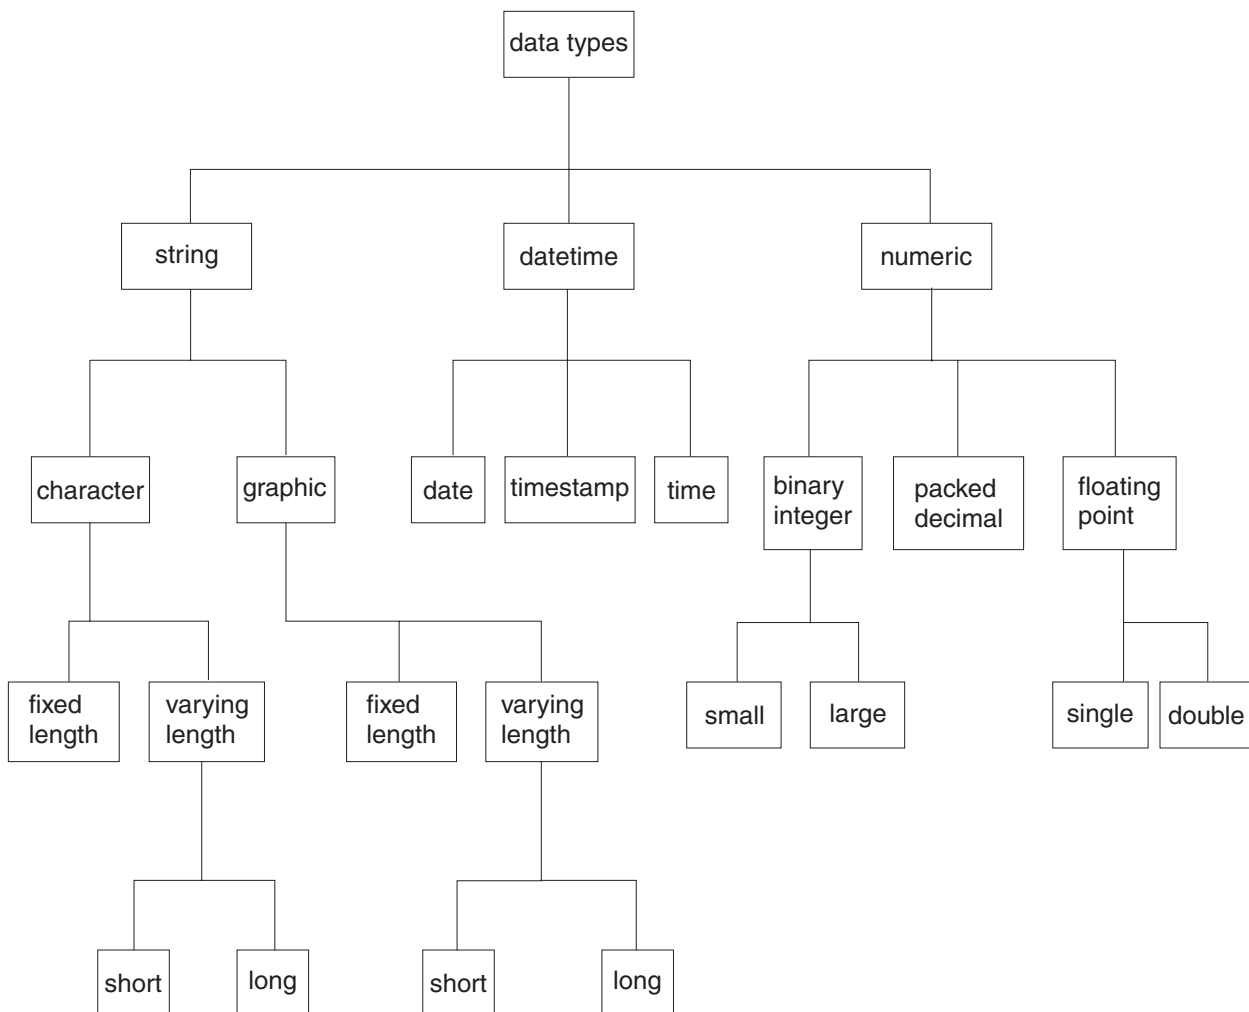 data types
string
datetime
numeric
character
graphic
date
timestamp
time
binary
integer
packed
decimal
floating
point
fixed
length
varying
length
fixed
length
varying
length
small
large
single
double
short
long
short
long